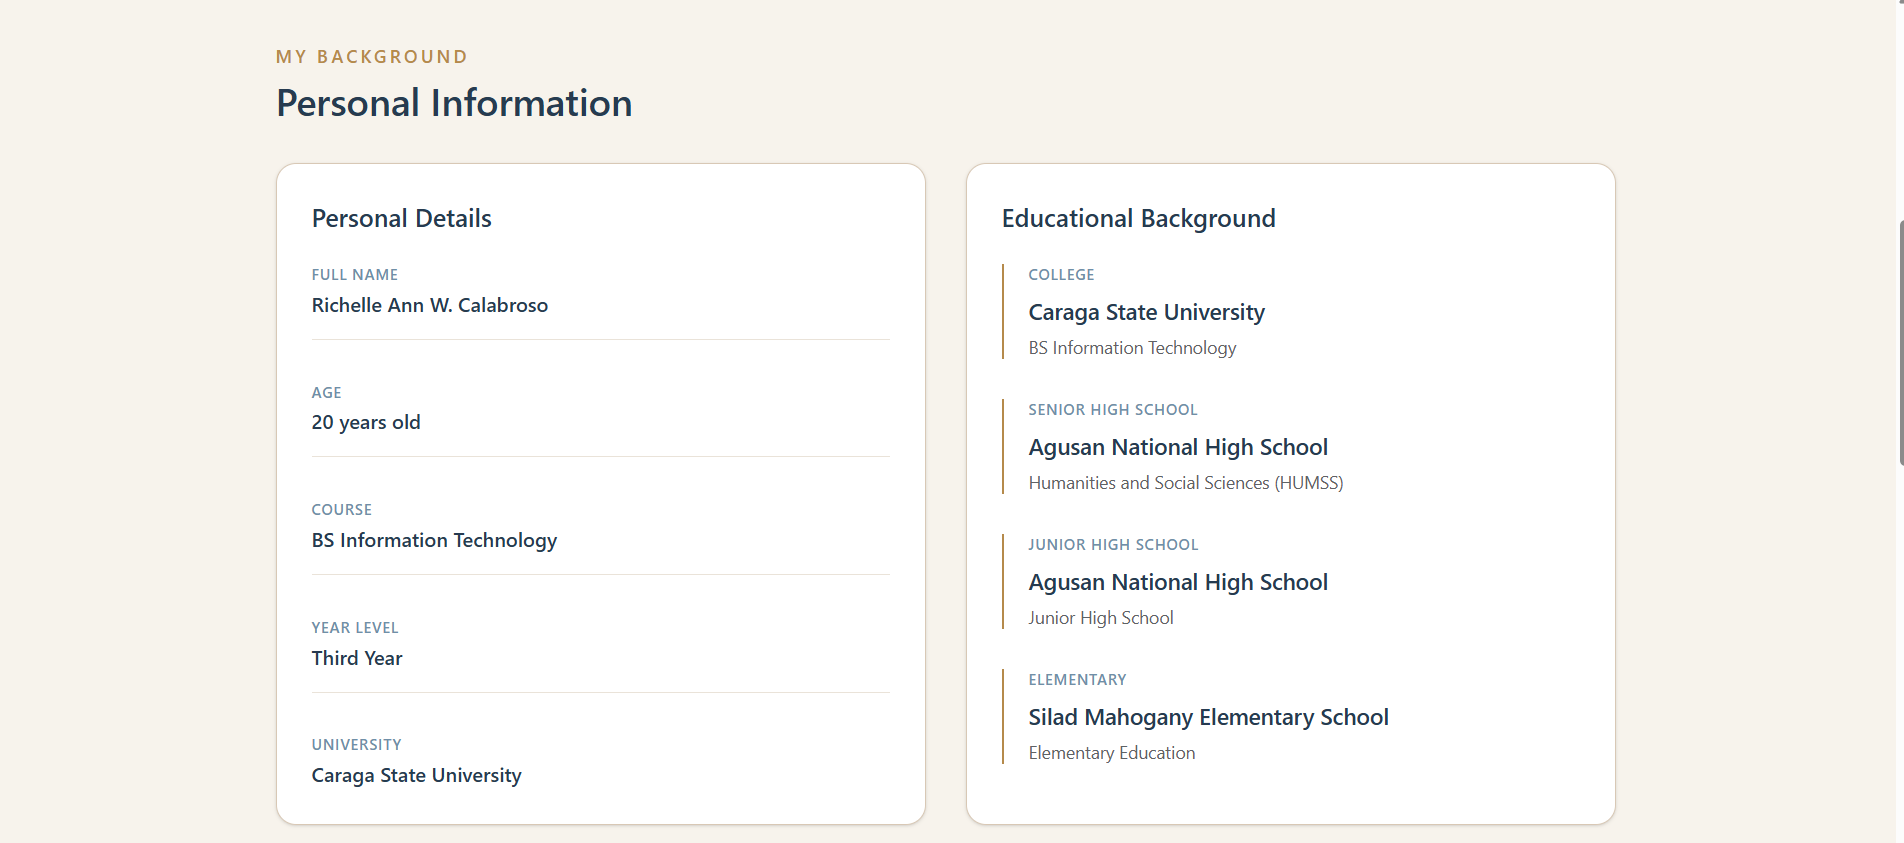 MY BACKGROUND
Personal Information
Personal Details
FULL NAME
Richelle Ann W. Calabroso
AGE
20 years old
COURSE
BS Information Technology
YEAR LEVEL
Third Year
UNIVERSITY
Caraga State University
Educational Background
COLLEGE
Caraga State University
BS Information Technology
SENIOR HIGH SCHOOL
Agusan National High School
Humanities and Social Sciences (HUMSS)
JUNIOR HIGH SCHOOL
Agusan National High School
Junior High School
ELEMENTARY
Silad Mahogany Elementary School
Elementary Education